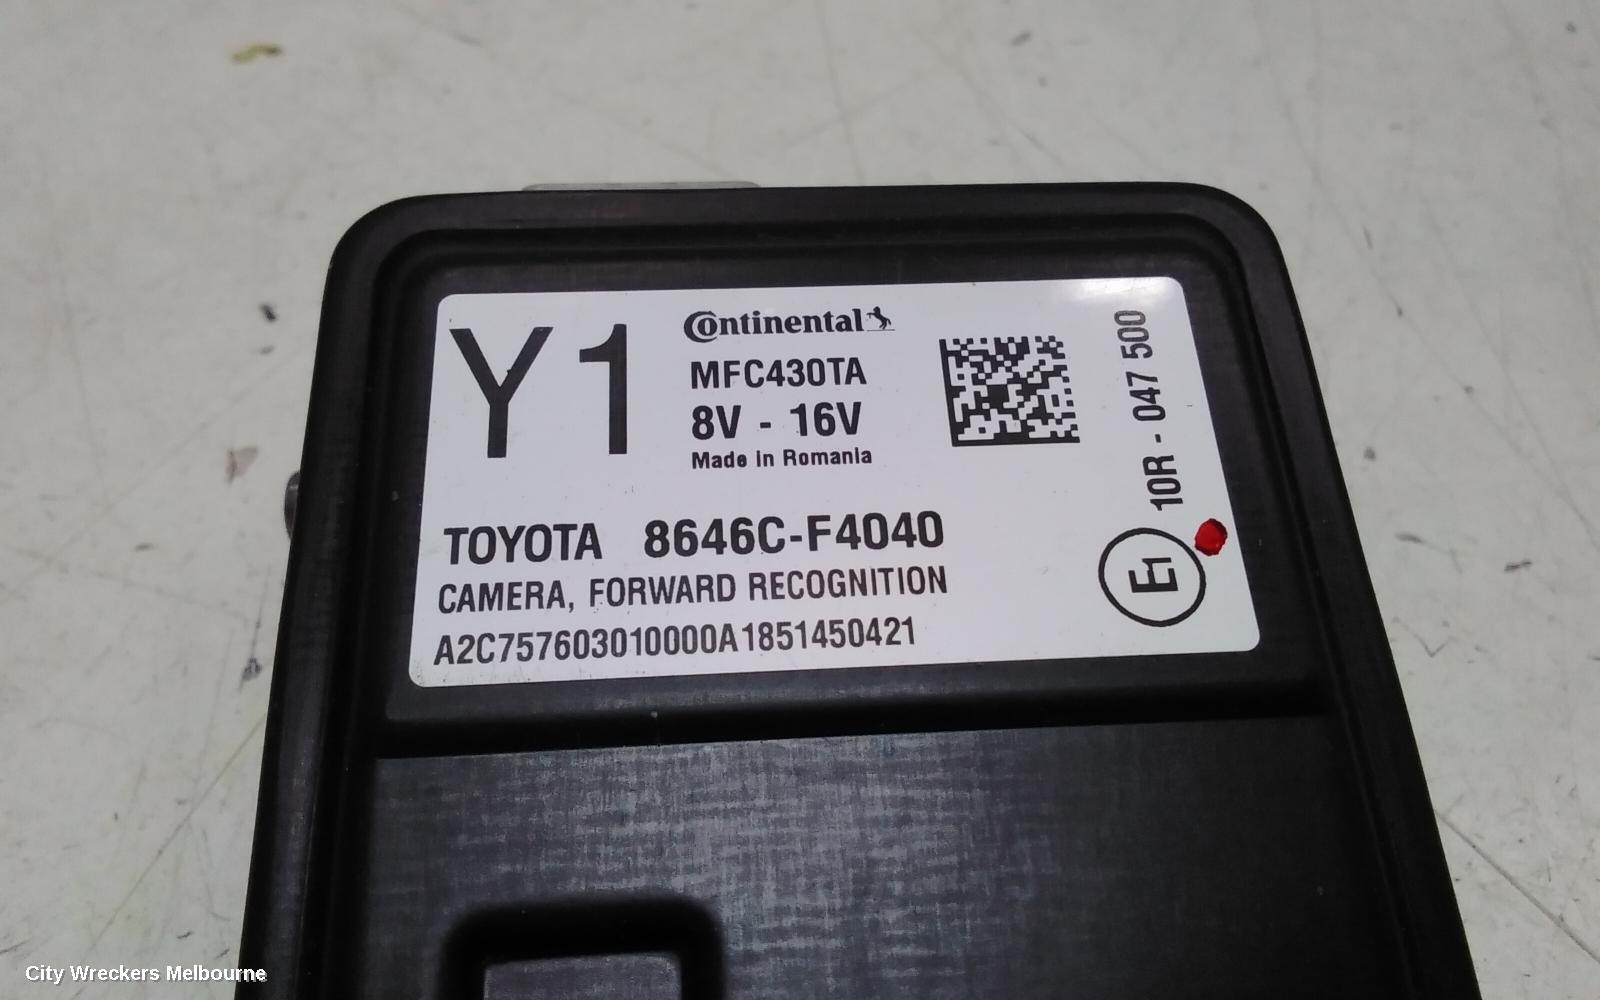 Y1
Continental
MFC430TA
8V - 16V
Made in Romania
TOYOTA 8646C-F4040
CAMERA, FORWARD RECOGNITION
A2C757603010000A1851450421
10R - 047 500
E1
City Wreckers Melbourne